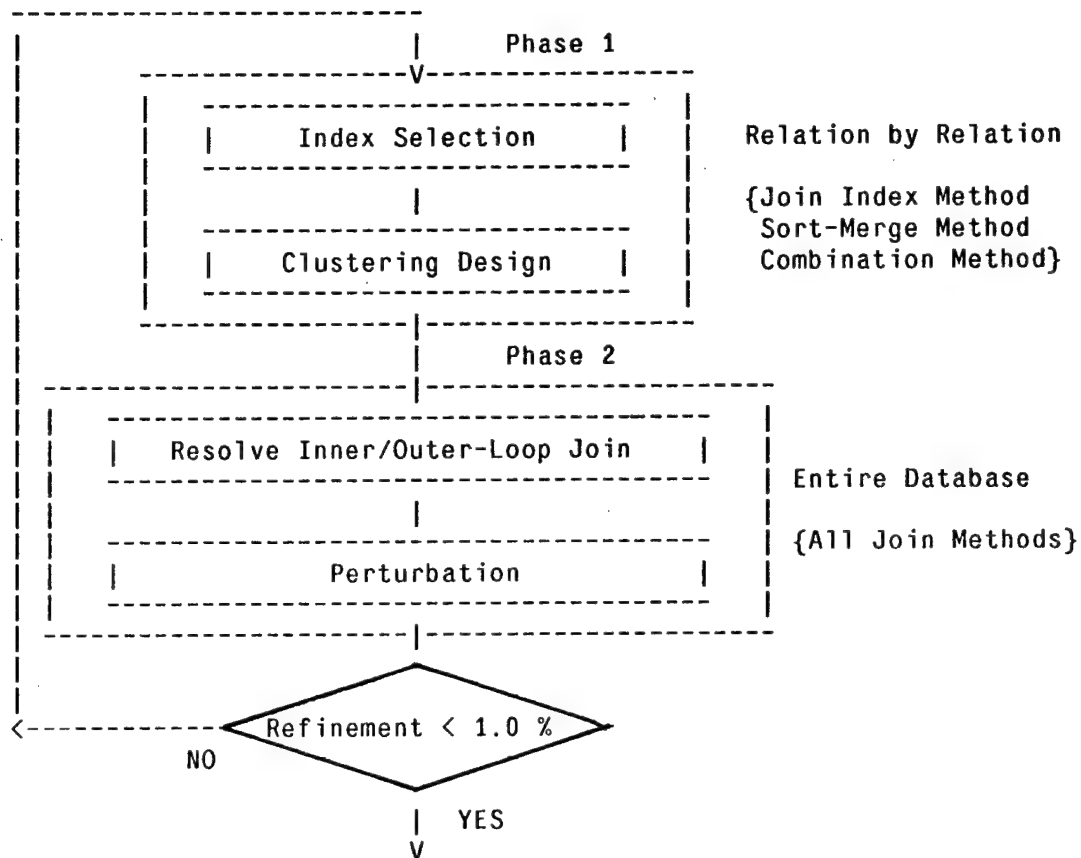 Phase 1
Index Selection
Relation by Relation
{Join Index Method
Sort-Merge Method
Clustering Design
Combination Method}
Phase 2
Resolve Inner/Outer-Loop Join
Entire Database
{All Join Methods}
Perturbation
Refinement < 1.0 %
NO
YES